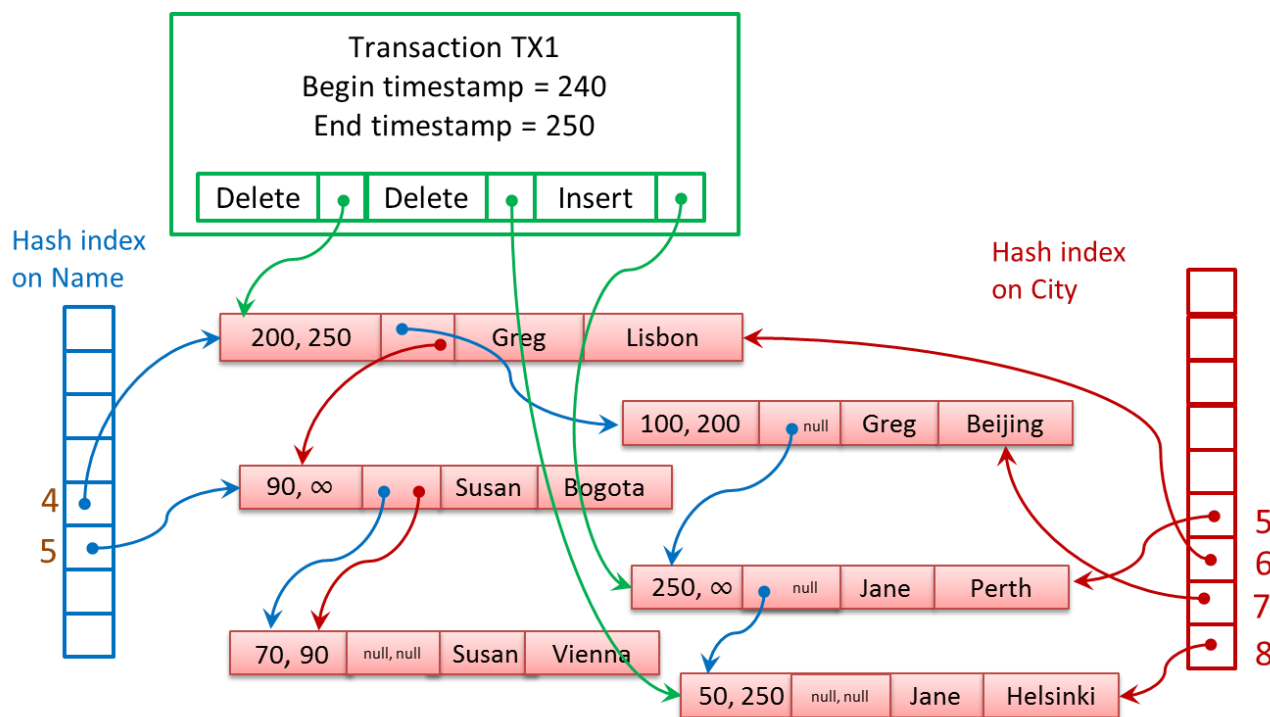 Transaction TX1
Begin timestamp = 240
End timestamp = 250
Delete Delete Insert
Hash index
on Name
Hash index
on City
200, 250 Greg Lisbon
100, 200 null Greg Beijing
90, ∞ Susan Bogota
4
5
5
6
7
8
250, ∞ null Jane Perth
70, 90 null, null Susan Vienna
50, 250 null, null Jane Helsinki